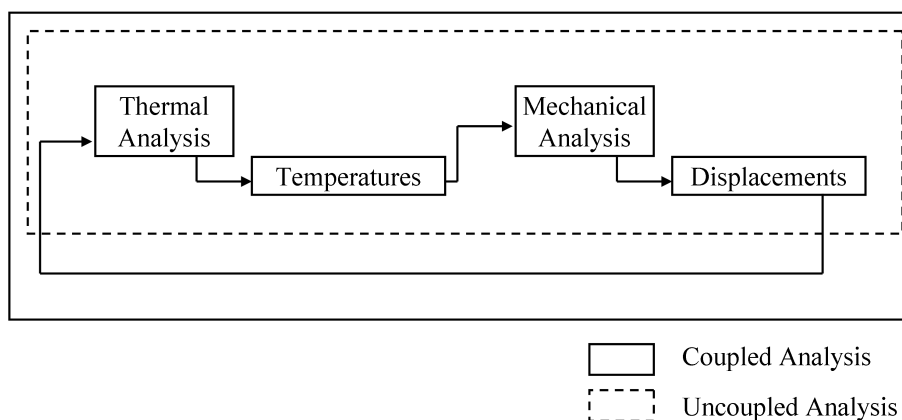 Thermal
Analysis
Temperatures
Mechanical
Analysis
Displacements
Coupled Analysis
Uncoupled Analysis